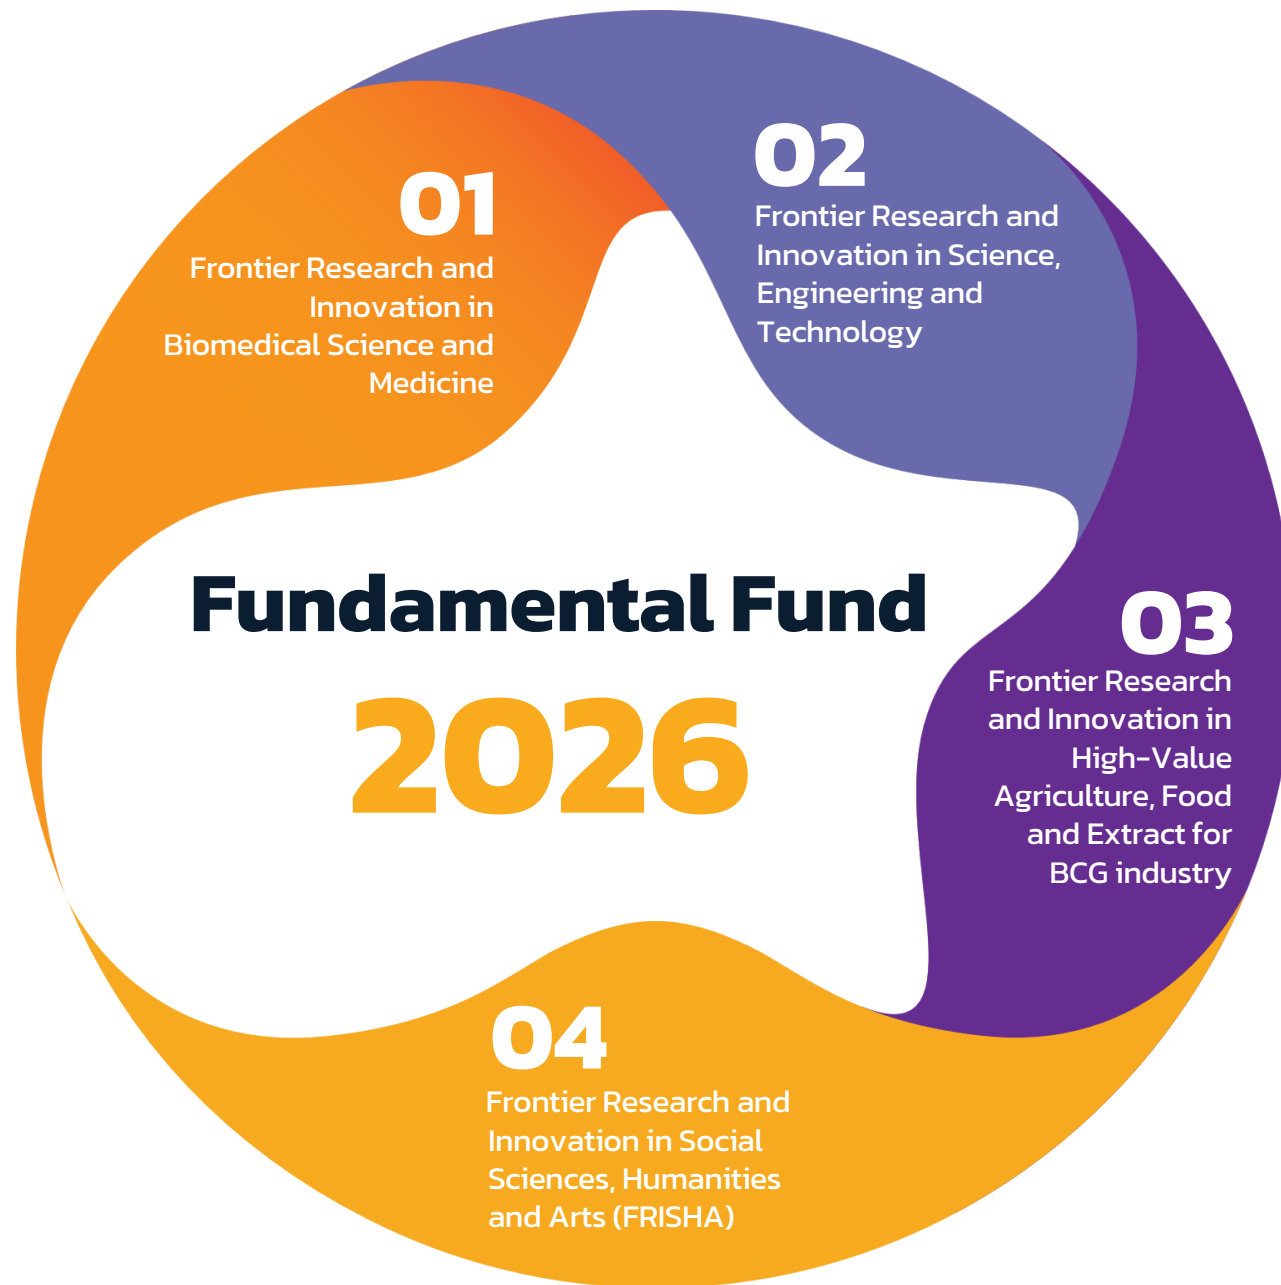 01
Frontier Research and
Innovation in
Biomedical Science and
Medicine
02
Frontier Research and
Innovation in Science,
Engineering and
Technology
Fundamental Fund
2026
03
Frontier Research
and Innovation in
High-Value
Agriculture, Food
and Extract for
BCG industry
04
Frontier Research and
Innovation in Social
Sciences, Humanities
and Arts (FRISHA)